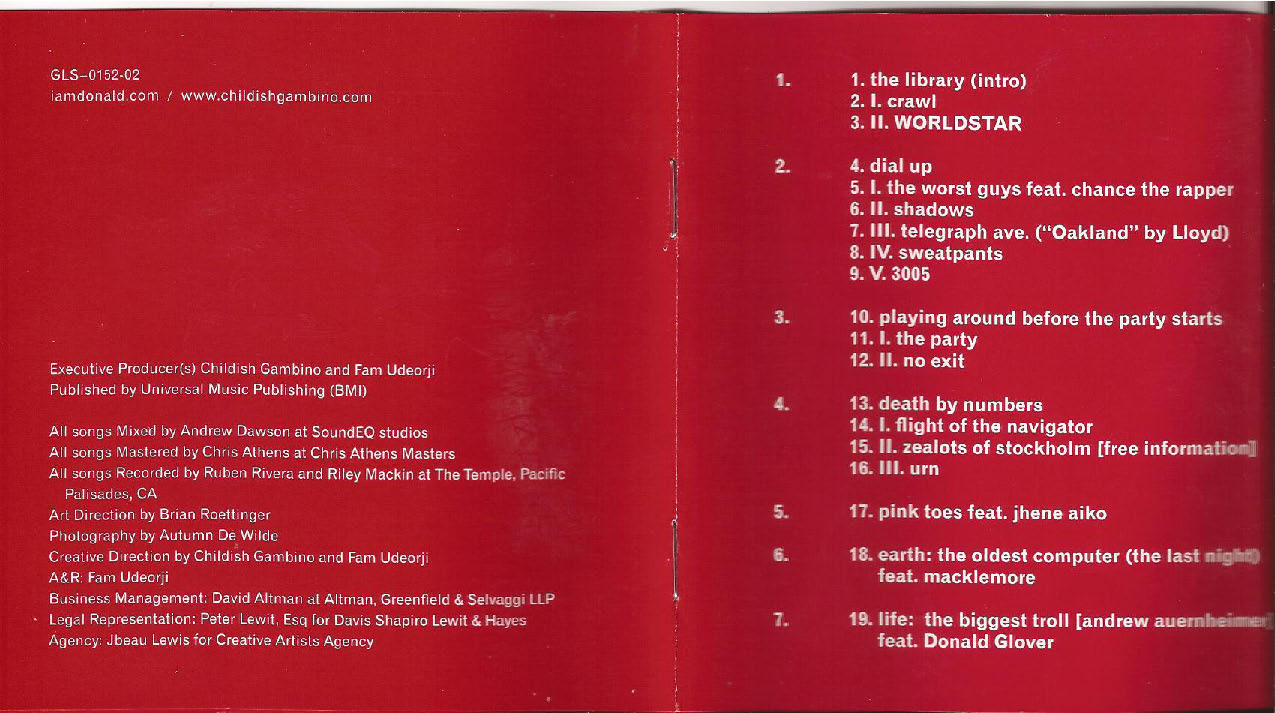 GLS–0152-02
iamdonald.com / www.childishgambino.com
Executive Producer(s) Childish Gambino and Fam Udeorji
Published by Universal Music Publishing (BMI)
All songs Mixed by Andrew Dawson at SoundEQ studios
All songs Mastered by Chris Athens at Chris Athens Masters
All songs Recorded by Ruben Rivera and Riley Mackin at The Temple, Pacific
Palisades, CA
Art Direction by Brian Roettinger
Photography by Autumn De Wilde
Creative Direction by Childish Gambino and Fam Udeorji
A&R: Fam Udeorji
Business Management: David Altman at Altman, Greenfield & Selvaggi LLP
Legal Representation: Peter Lewit, Esq for Davis Shapiro Lewit & Hayes
Agency: Jbeau Lewis for Creative Artists Agency
1. 1. the library (intro)
2. I. crawl
3. II. WORLDSTAR
2. 4. dial up
5. I. the worst guys feat. chance the rapper
6. II. shadows
7. III. telegraph ave. (“Oakland” by Lloyd)
8. IV. sweatpants
9. V. 3005
3. 10. playing around before the party starts
11. I. the party
12. II. no exit
4. 13. death by numbers
14. I. flight of the navigator
15. II. zealots of stockholm [free information]
16. III. urn
5. 17. pink toes feat. jhene aiko
6. 18. earth: the oldest computer (the last night)
feat. macklemore
7. 19. life: the biggest troll [andrew auernheimer]
feat. Donald Glover